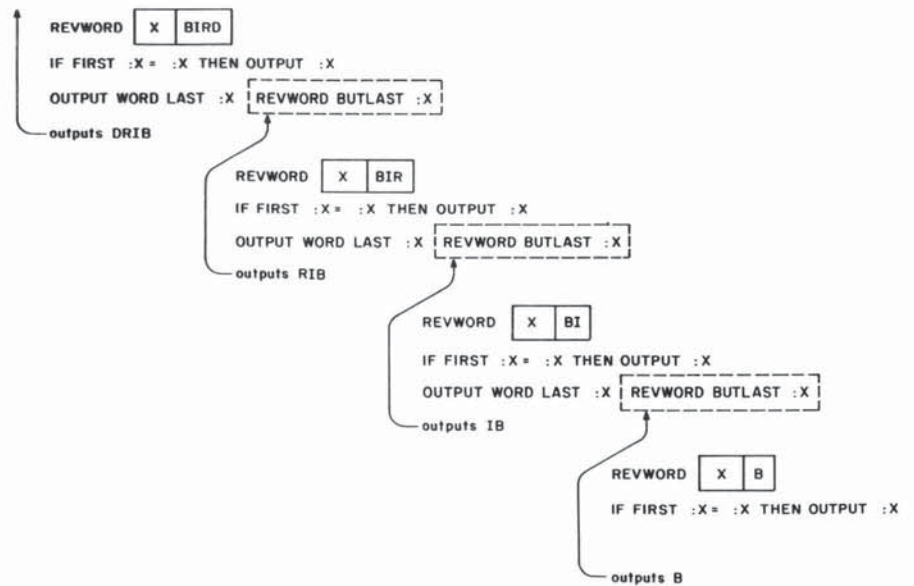 REVWORD X BIRD
IF FIRST :X = :X THEN OUTPUT :X
OUTPUT WORD LAST :X REVWORD BUTLAST :X
outputs DRIB
REVWORD X BIR
IF FIRST :X = :X THEN OUTPUT :X
OUTPUT WORD LAST :X REVWORD BUTLAST :X
outputs RIB
REVWORD X BI
IF FIRST :X = :X THEN OUTPUT :X
OUTPUT WORD LAST :X REVWORD BUTLAST :X
outputs IB
REVWORD X B
IF FIRST :X = :X THEN OUTPUT :X
outputs B